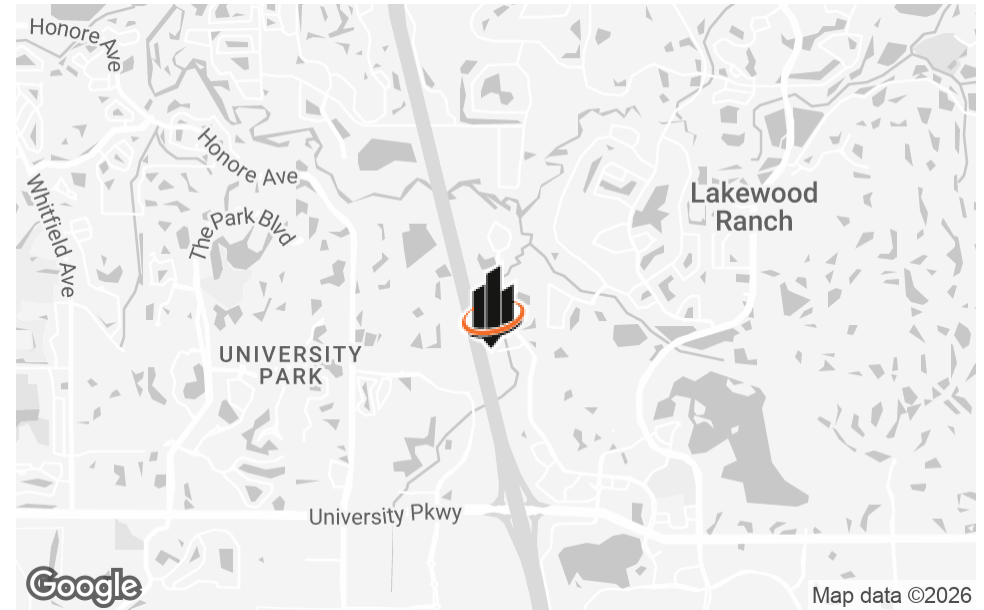 Honore Ave
Honore Ave
Whitfield Ave
The Park Blvd
Lakewood
Ranch
UNIVERSITY
PARK
University Pkwy
Google
Map data ©2026